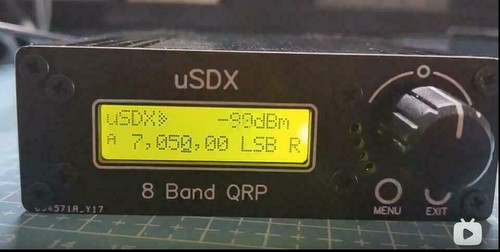 uSDX
uSDX» -99dBm
A 7,050,00 LSB R
8 Band QRP
MENU EXIT